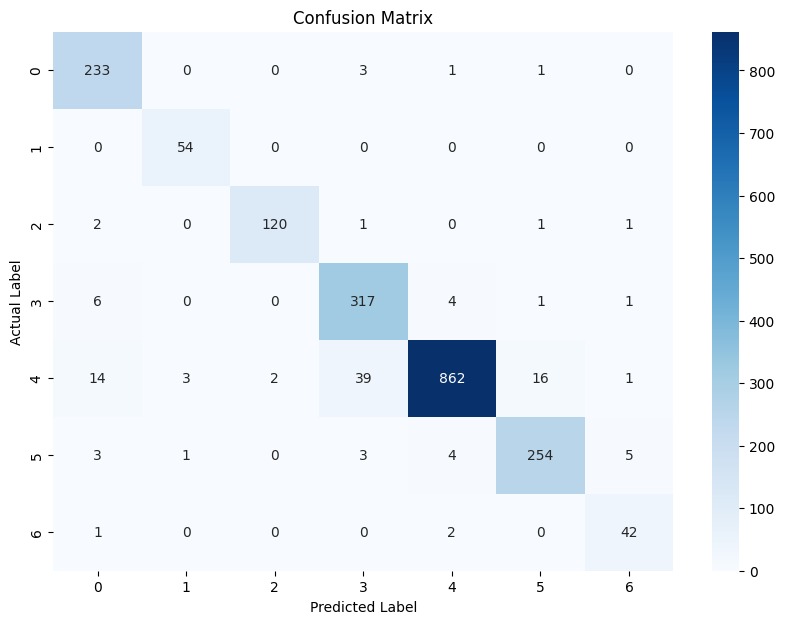 Confusion Matrix
Actual Label
0 233 0 0 3 1 1 0
1 0 54 0 0 0 0 0
2 2 0 120 1 0 1 1
3 6 0 0 317 4 1 1
4 14 3 2 39 862 16 1
5 3 1 0 3 4 254 5
6 1 0 0 0 2 0 42
0 1 2 3 4 5 6
Predicted Label
800
700
600
500
400
300
200
100
0